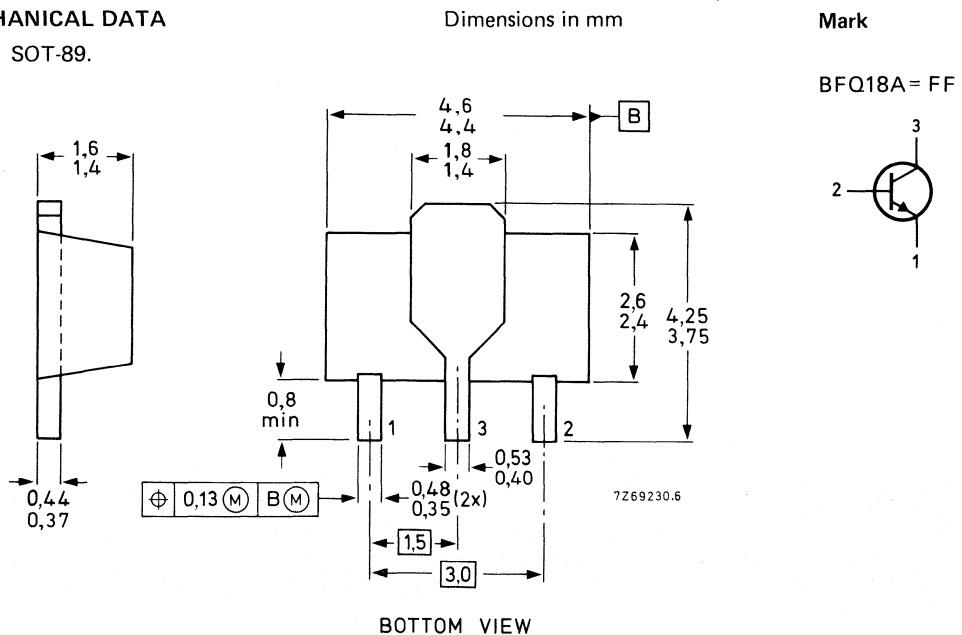 HANICAL DATA
Dimensions in mm
Mark
SOT-89.
BFQ18A = FF
4,6
4,4
B
1,6
1,4
1,8
1,4
3
2
1
2,6
2,4
4,25
3,75
0,8
min
1
3
2
0,53
0,40
0,44
0,37
⌖ 0,13 Ⓜ B Ⓜ
0,48
0,35 (2x)
7Z69230.6
1,5
3,0
BOTTOM VIEW